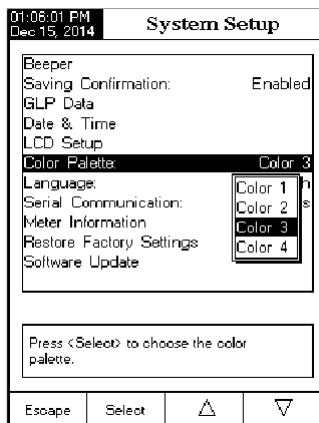 01:06:01 PM
Dec 15, 2014
System Setup
Beeper
Saving Confirmation: Enabled
GLP Data
Date & Time
LCD Setup
Color Palette: Color 3
Language: h
Serial Communication: s
Meter Information
Restore Factory Settings
Software Update
Color 1
Color 2
Color 3
Color 4
Press <Select> to choose the color
palette.
Escape Select